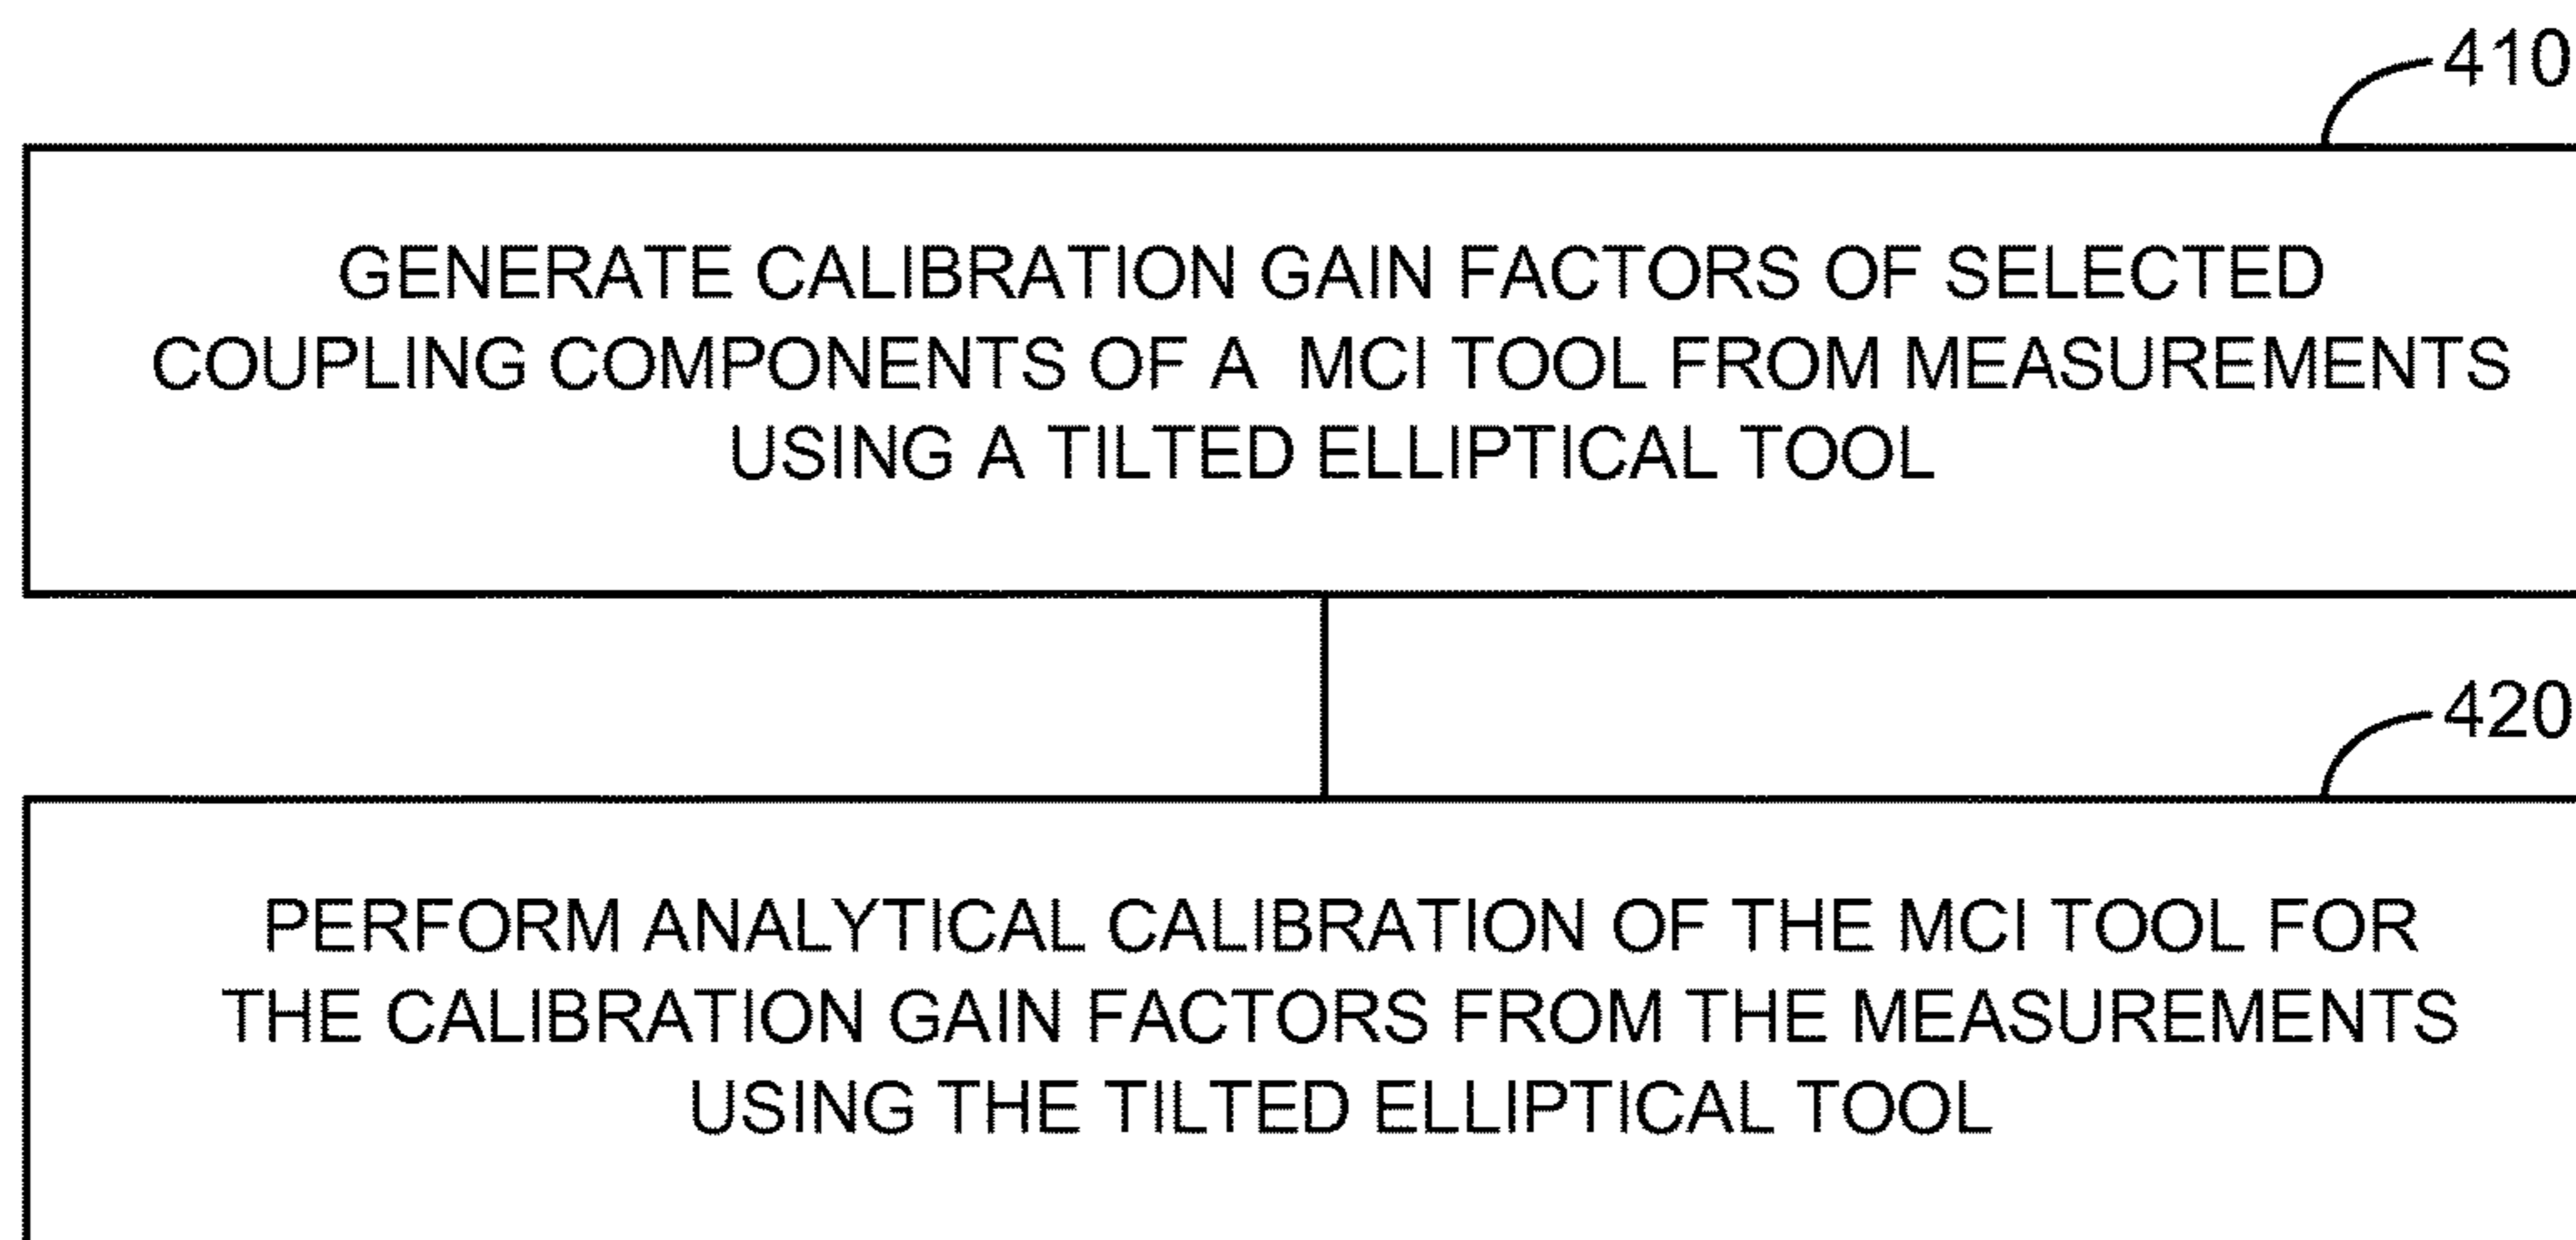 410
GENERATE CALIBRATION GAIN FACTORS OF SELECTED
COUPLING COMPONENTS OF A MCI TOOL FROM MEASUREMENTS
USING A TILTED ELLIPTICAL TOOL
420
PERFORM ANALYTICAL CALIBRATION OF THE MCI TOOL FOR
THE CALIBRATION GAIN FACTORS FROM THE MEASUREMENTS
USING THE TILTED ELLIPTICAL TOOL